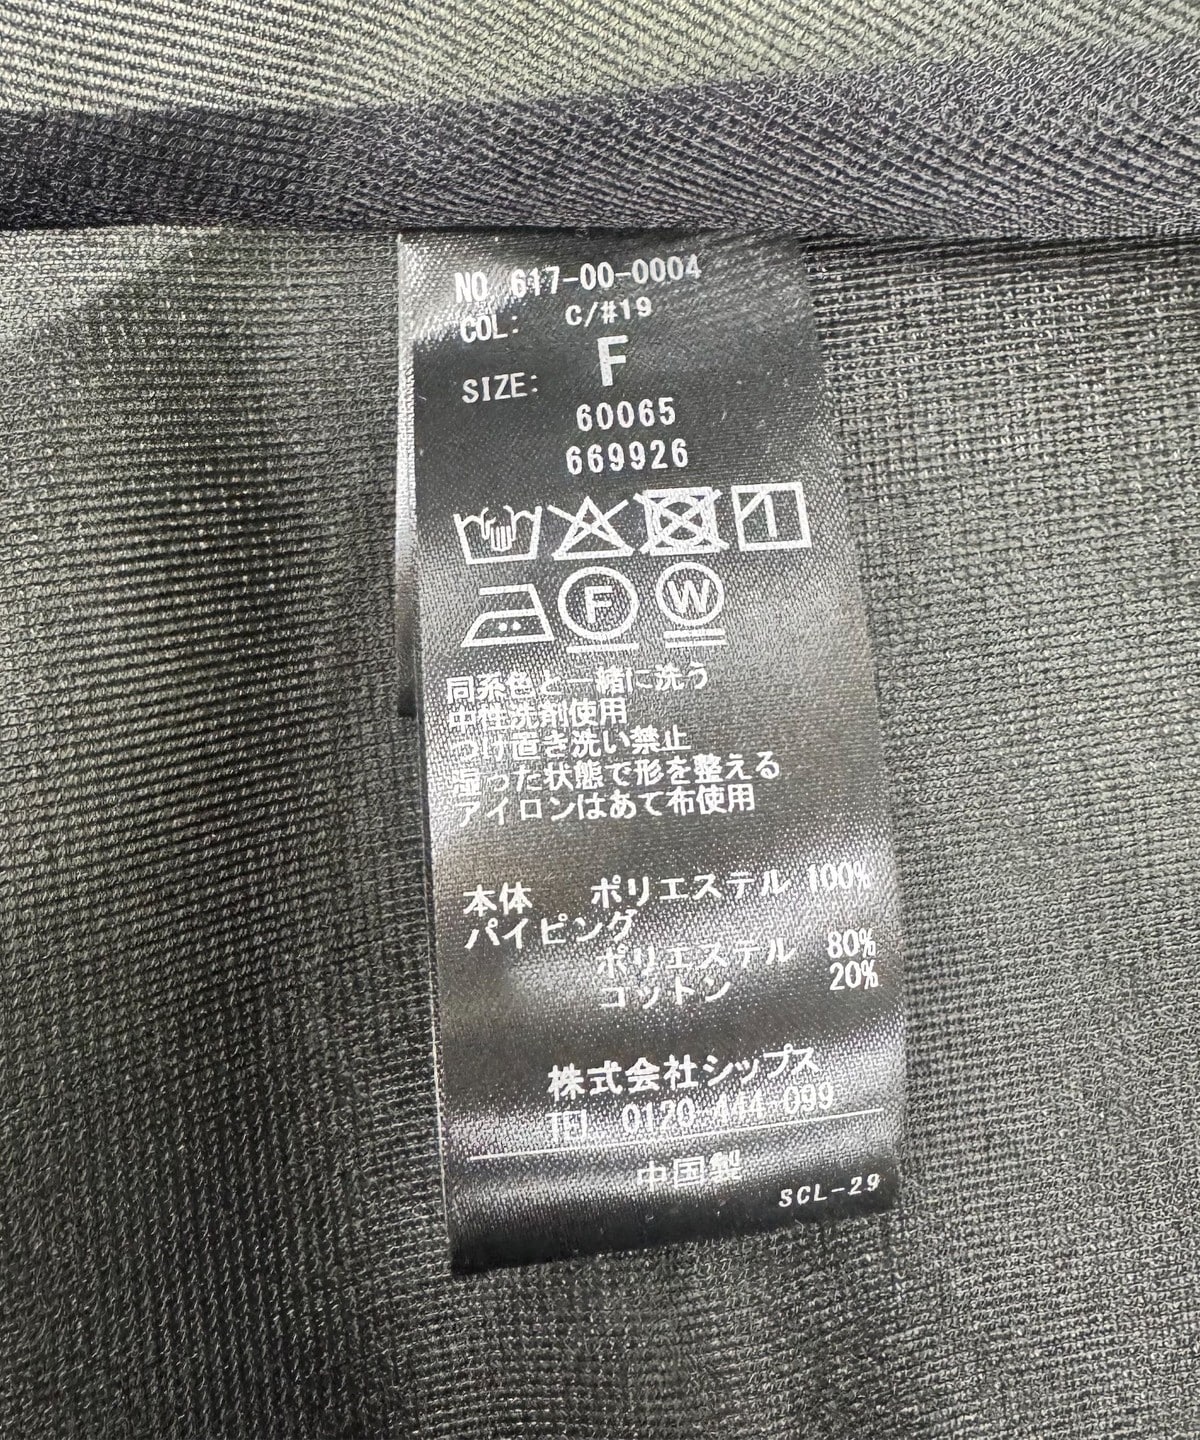 NO 617-00-0004
COL: C/#19
SIZE: F
60065
669926
F W
同系色と一緒に洗う
中性洗剤使用
つけ置き洗い禁止
湿った状態で形を整える
アイロンはあて布使用
本体 ポリエステル 100%
パイピング
ポリエステル 80%
コットン 20%
株式会社シップス
TEL 0120-444-099
中国製
SCL-29